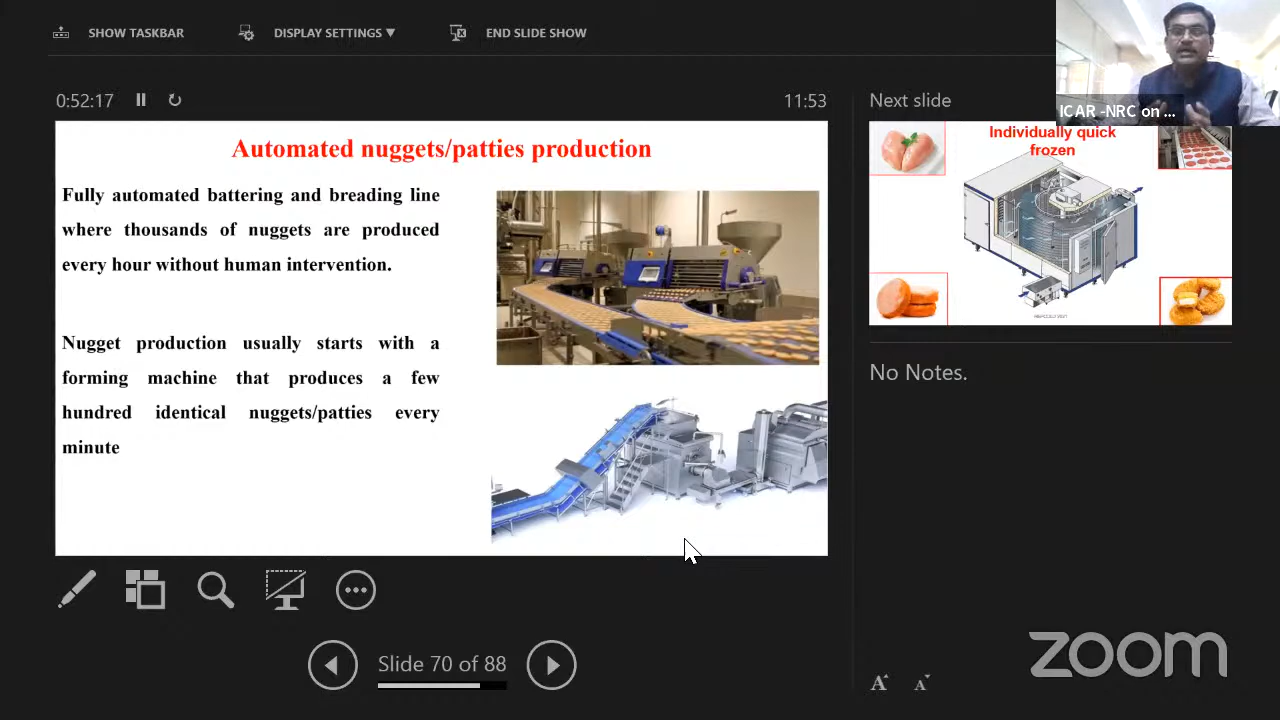 SHOW TASKBAR
DISPLAY SETTINGS ▼
END SLIDE SHOW
0:52:17
11:53
Next slide
ICAR -NRC on ...
Automated nuggets/patties production
Fully automated battering and breading line
where thousands of nuggets are produced
every hour without human intervention.
Nugget production usually starts with a
forming machine that produces a few
hundred identical nuggets/patties every
minute
Individually quick
frozen
No Notes.
Slide 70 of 88
A A
zoom